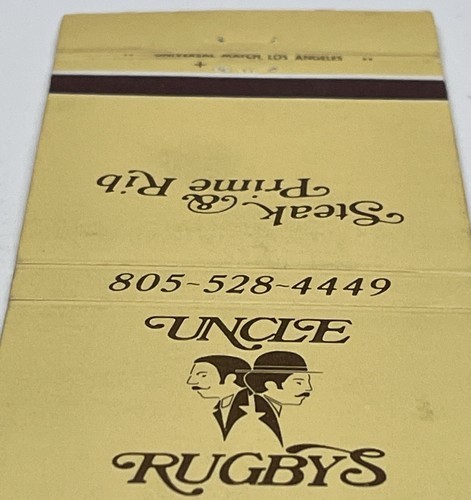 UNIVERSAL MATCH, LOS ANGELES
Steak &
Prime Rib
805-528-4449
UNCLE
RUGBYS